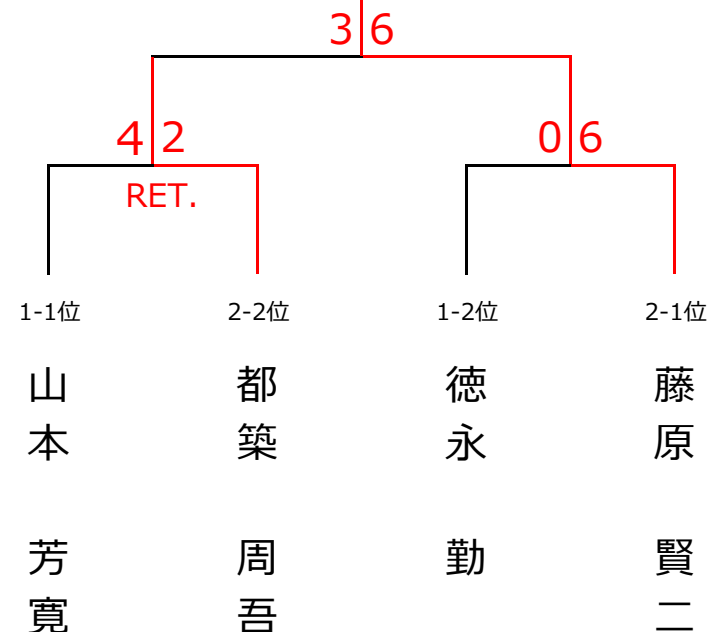 3 6
4 2
0 6
RET.
1-1位
2-2位
1-2位
2-1位
山本 芳寛
都築 周吾
徳永 勤
藤原 賢二